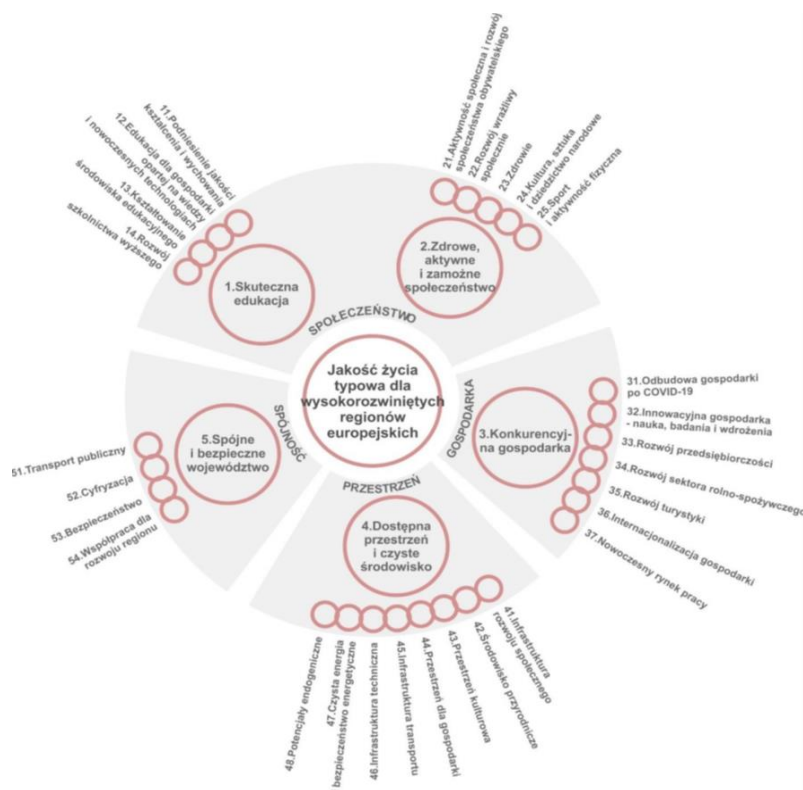 Jakość życia
typowa dla
wysokorozwiniętych
regionów
europejskich
SPOŁECZEŃSTWO
1.Skuteczna
edukacja
11.Podniesienie jakości
kształcenia i wychowania
12.Edukacja dla gospodarki
opartej na wiedzy
i nowoczesnych technologiach
13.Kształtowanie
środowiska edukacyjnego
14.Rozwój
szkolnictwa wyższego
2.Zdrowe,
aktywne
i zamożne
społeczeństwo
21.Aktywność społeczna i rozwój
społeczeństwa obywatelskiego
22.Rozwój wrażliwy
społecznie
23.Zdrowie
24.Kultura, sztuka
i dziedzictwo narodowe
25.Sport
i aktywność fizyczna
GOSPODARKA
3.Konkurencyj-
na gospodarka
31.Odbudowa gospodarki
po COVID-19
32.Innowacyjna gospodarka
- nauka, badania i wdrożenia
33.Rozwój przedsiębiorczości
34.Rozwój sektora rolno-spożywczego
35.Rozwój turystyki
36.Internacjonalizacja gospodarki
37.Nowoczesny rynek pracy
PRZESTRZEŃ
4.Dostępna
przestrzeń
i czyste
środowisko
41.Infrastruktura
rozwoju społecznego
42.Środowisko przyrodnicze
43.Przestrzeń kulturowa
44.Przestrzeń dla gospodarki
45.Infrastruktura transportu
46.Infrastruktura techniczna
47.Czysta energia
bezpieczeństwo energetyczne
48.Potencjały endogeniczne
SPÓJNOŚĆ
5.Spójne
i bezpieczne
województwo
51.Transport publiczny
52.Cyfryzacja
53.Bezpieczeństwo
54.Współpraca dla
rozwoju regionu